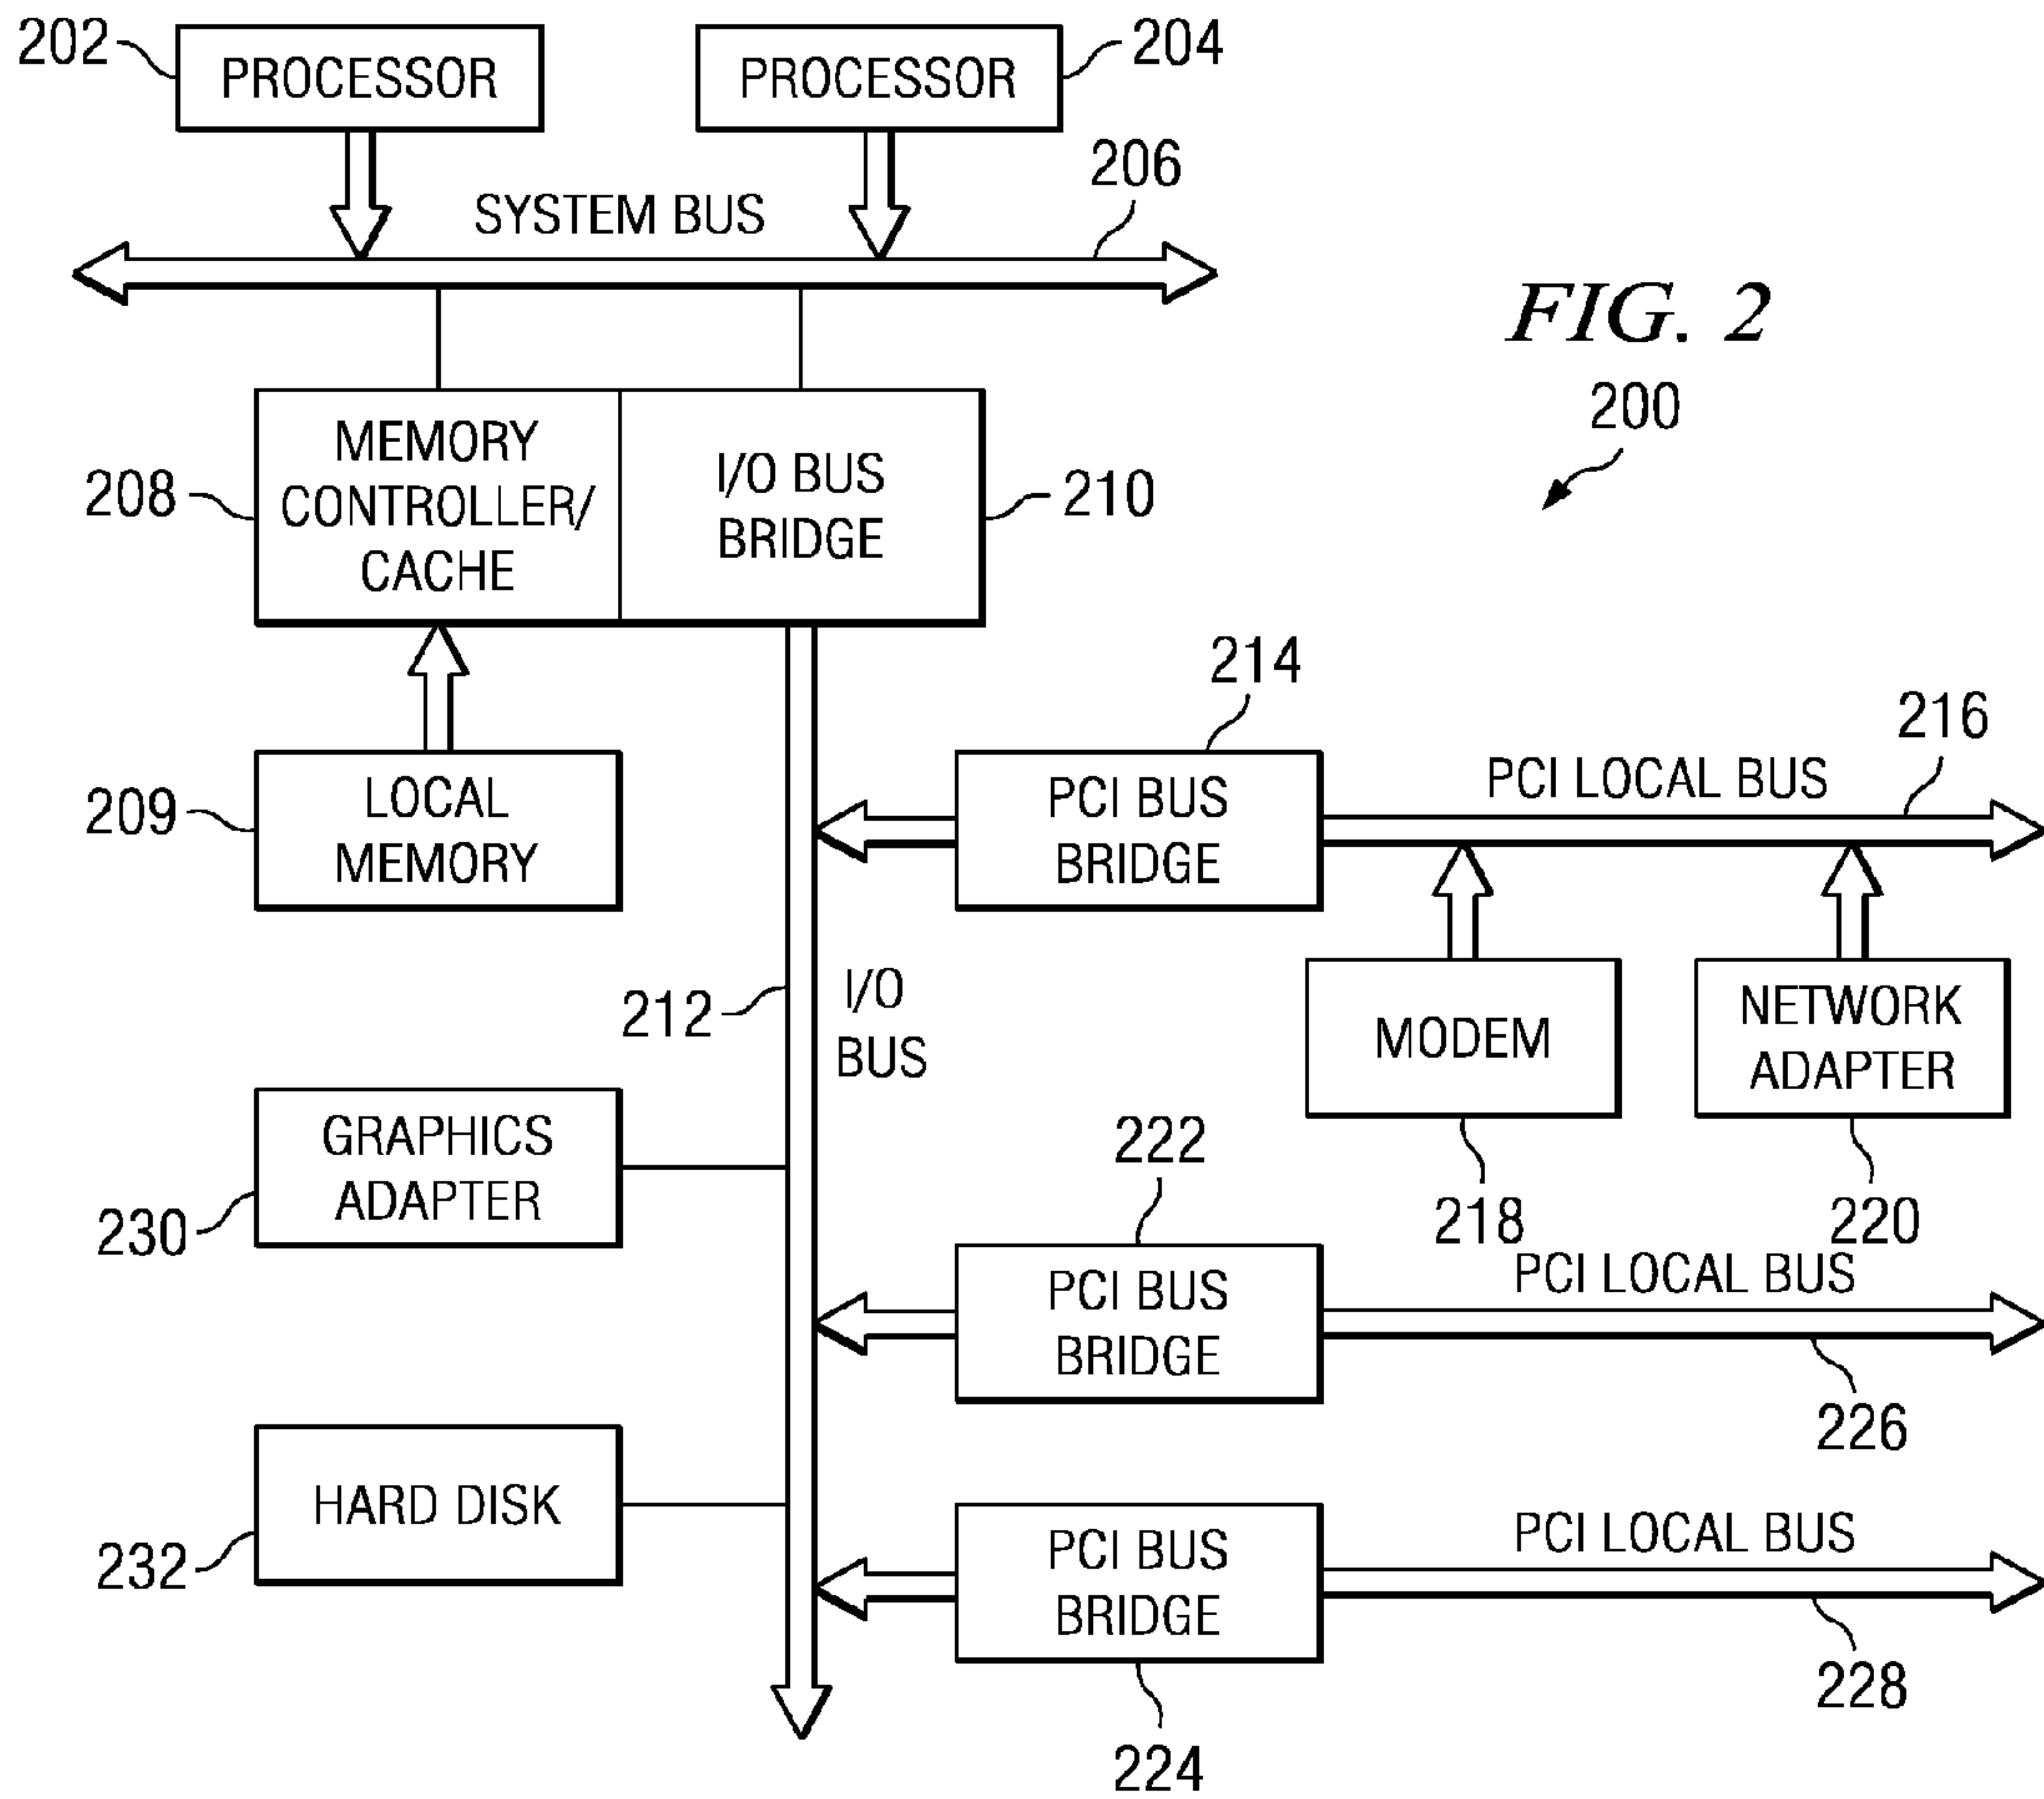 202
PROCESSOR
PROCESSOR
204
206
SYSTEM BUS
FIG. 2
200
208
MEMORY
CONTROLLER/
CACHE
I/O BUS
BRIDGE
210
214
216
209
LOCAL
MEMORY
PCI BUS
BRIDGE
PCI LOCAL BUS
212
I/O
BUS
MODEM
NETWORK
ADAPTER
218
220
230
GRAPHICS
ADAPTER
222
PCI BUS
BRIDGE
PCI LOCAL BUS
226
232
HARD DISK
PCI BUS
BRIDGE
PCI LOCAL BUS
228
224